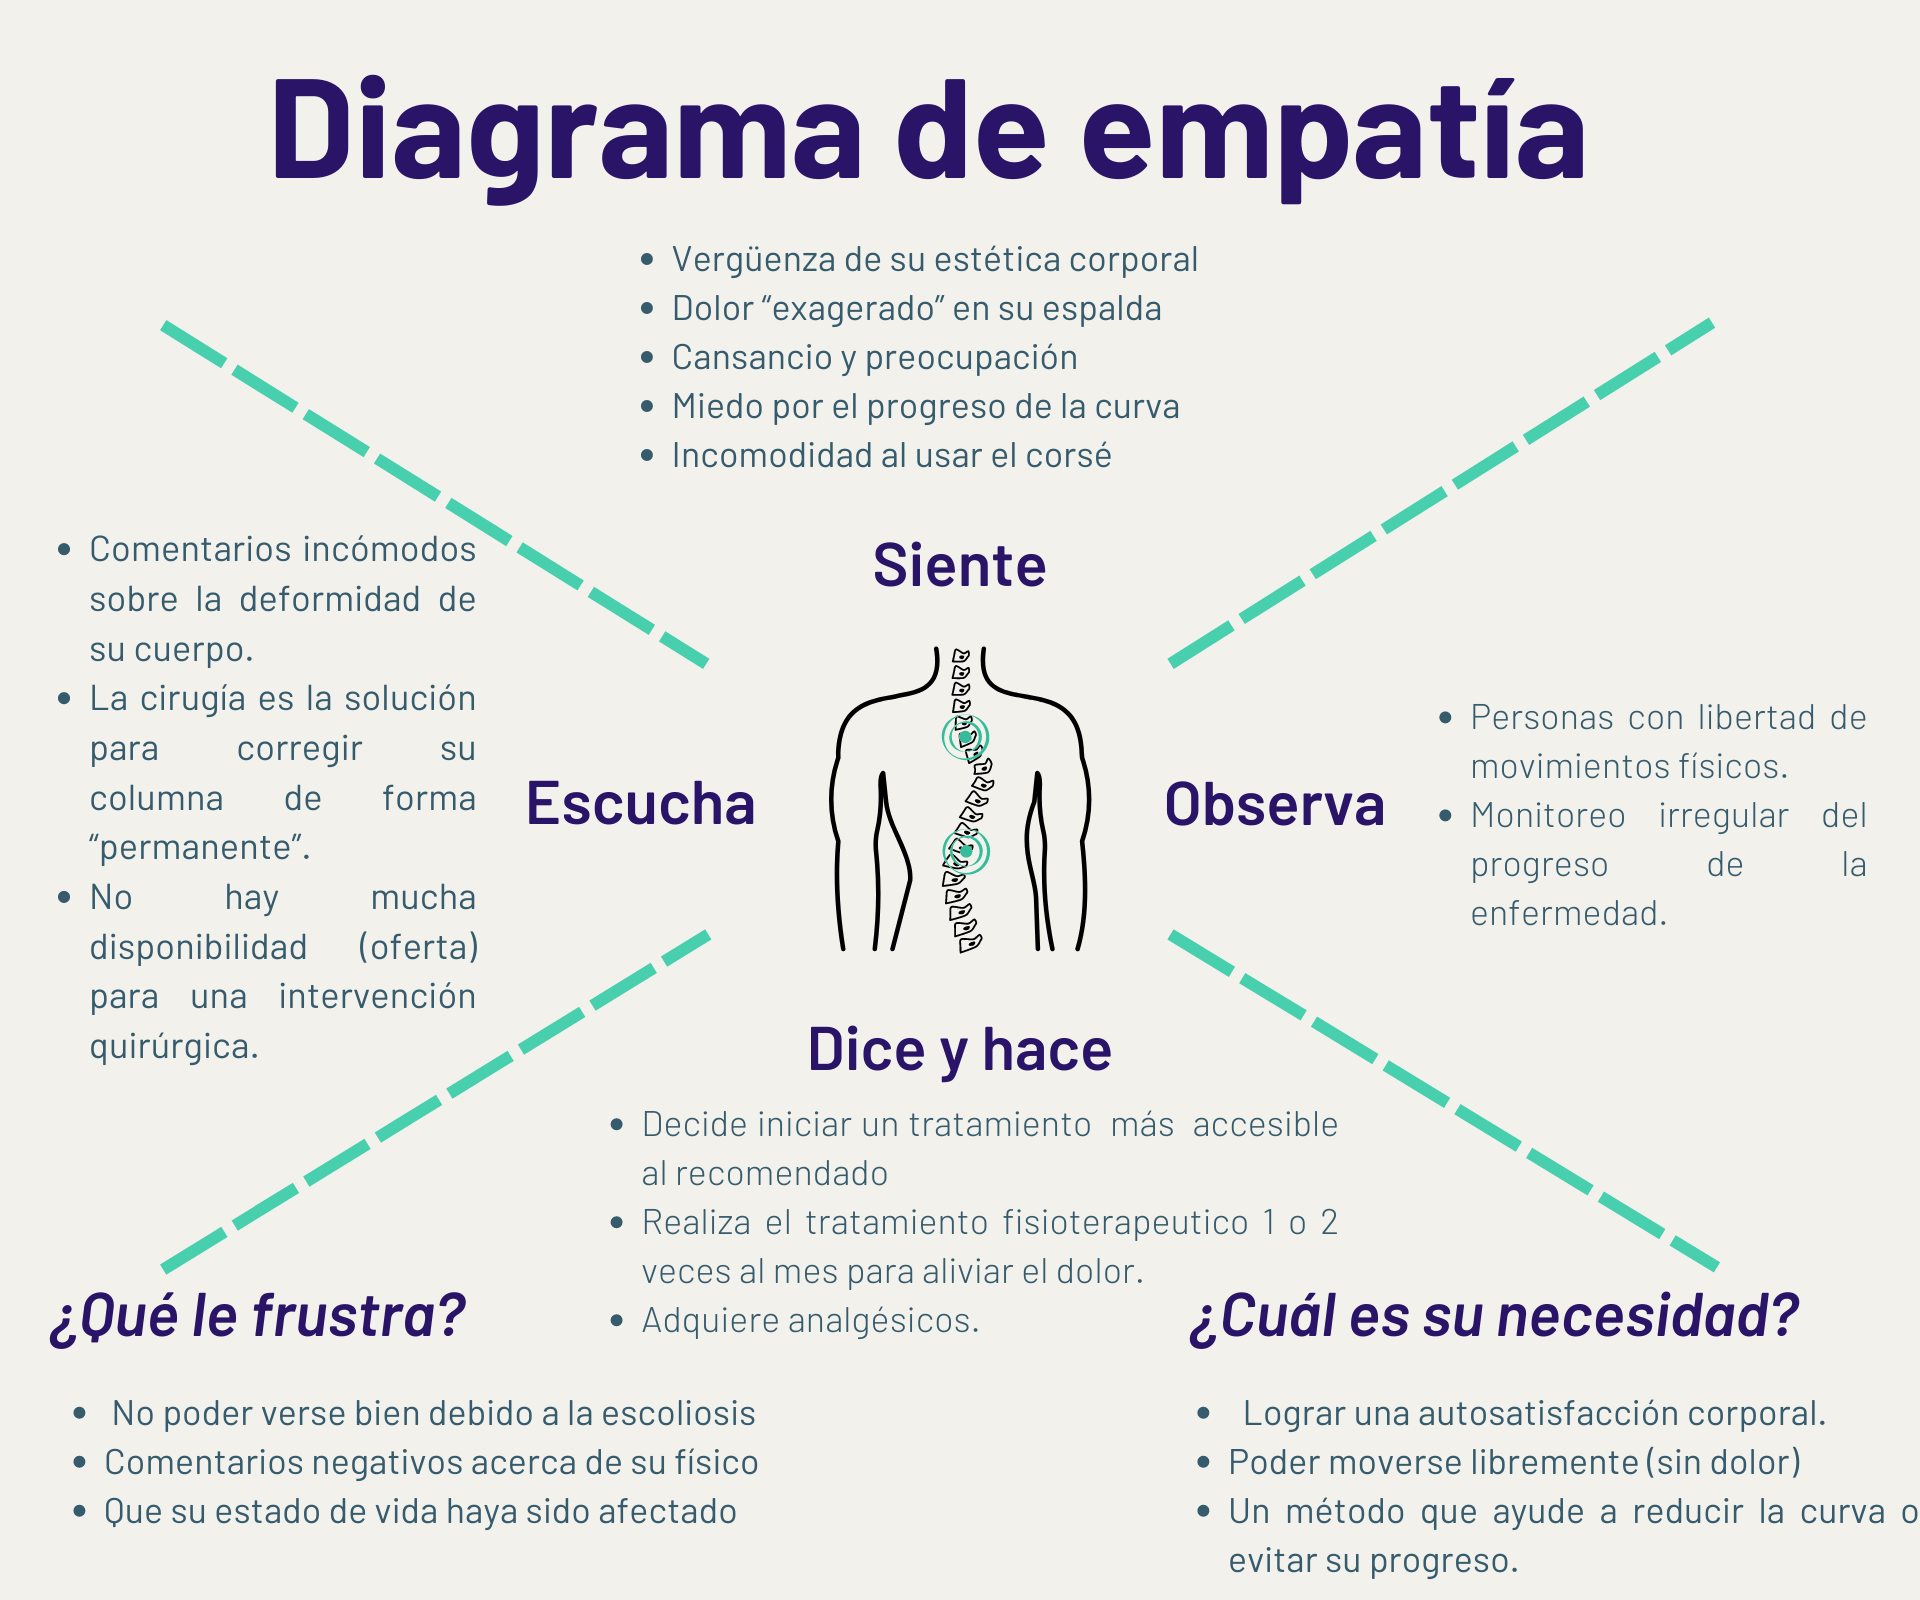 Diagrama de empatía
Vergüenza de su estética corporal
Dolor “exagerado” en su espalda
Cansancio y preocupación
Miedo por el progreso de la curva
Incomodidad al usar el corsé
Siente
Comentarios incómodos
sobre la deformidad de
su cuerpo.
La cirugía es la solución
para corregir su
columna de forma
“permanente”.
No hay mucha
disponibilidad (oferta)
para una intervención
quirúrgica.
Escucha
Observa
Personas con libertad de
movimientos físicos.
Monitoreo irregular del
progreso de la
enfermedad.
Dice y hace
Decide iniciar un tratamiento más accesible
al recomendado
Realiza el tratamiento fisioterapeutico 1 o 2
veces al mes para aliviar el dolor.
Adquiere analgésicos.
¿Qué le frustra?
No poder verse bien debido a la escoliosis
Comentarios negativos acerca de su físico
Que su estado de vida haya sido afectado
¿Cuál es su necesidad?
Lograr una autosatisfacción corporal.
Poder moverse libremente (sin dolor)
Un método que ayude a reducir la curva o
evitar su progreso.